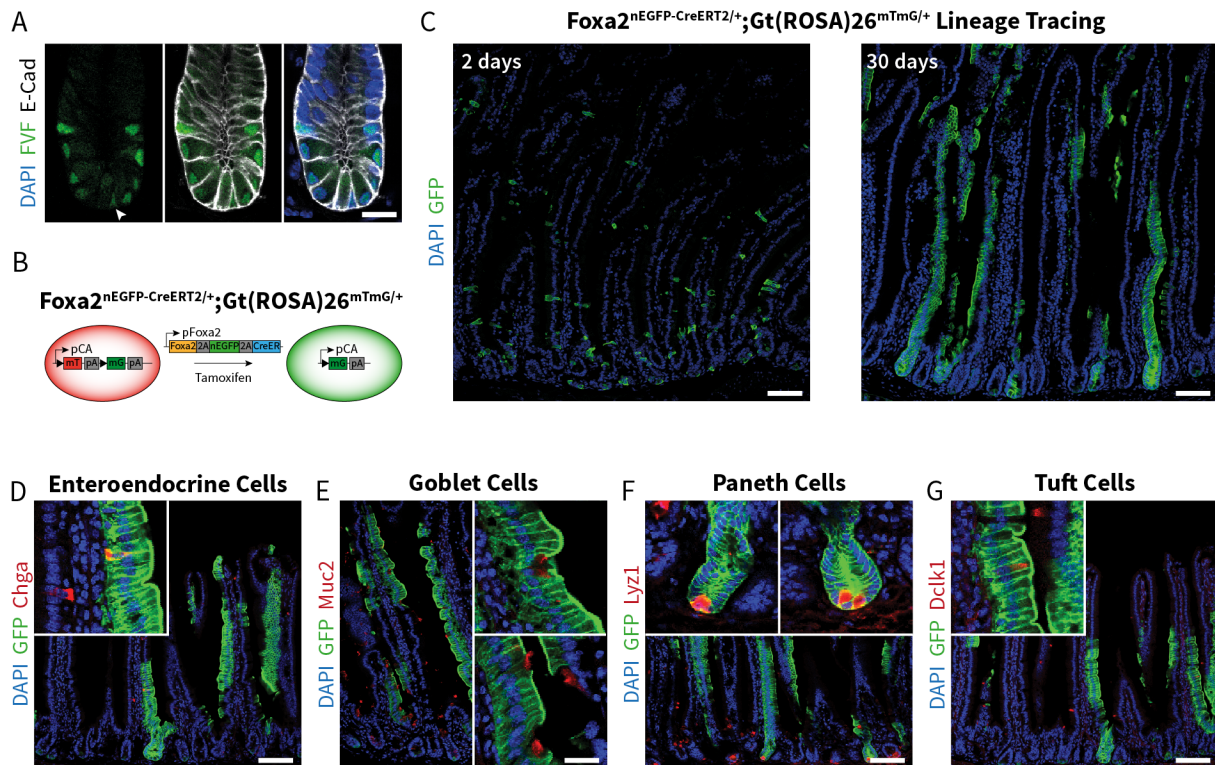 A
DAPI FVF E-Cad
B
Foxa2nEGFP-CreERT2/+;Gt(ROSA)26mTmG/+
pCA
mT pA mG pA
pFoxa2
Foxa2 2A nEGFP 2A CreER
Tamoxifen
pCA
mG pA
C
Foxa2nEGFP-CreERT2/+;Gt(ROSA)26mTmG/+ Lineage Tracing
DAPI GFP
2 days
30 days
D
Enteroendocrine Cells
DAPI GFP Chga
E
Goblet Cells
DAPI GFP Muc2
F
Paneth Cells
DAPI GFP Lyz1
G
Tuft Cells
DAPI GFP Dclk1